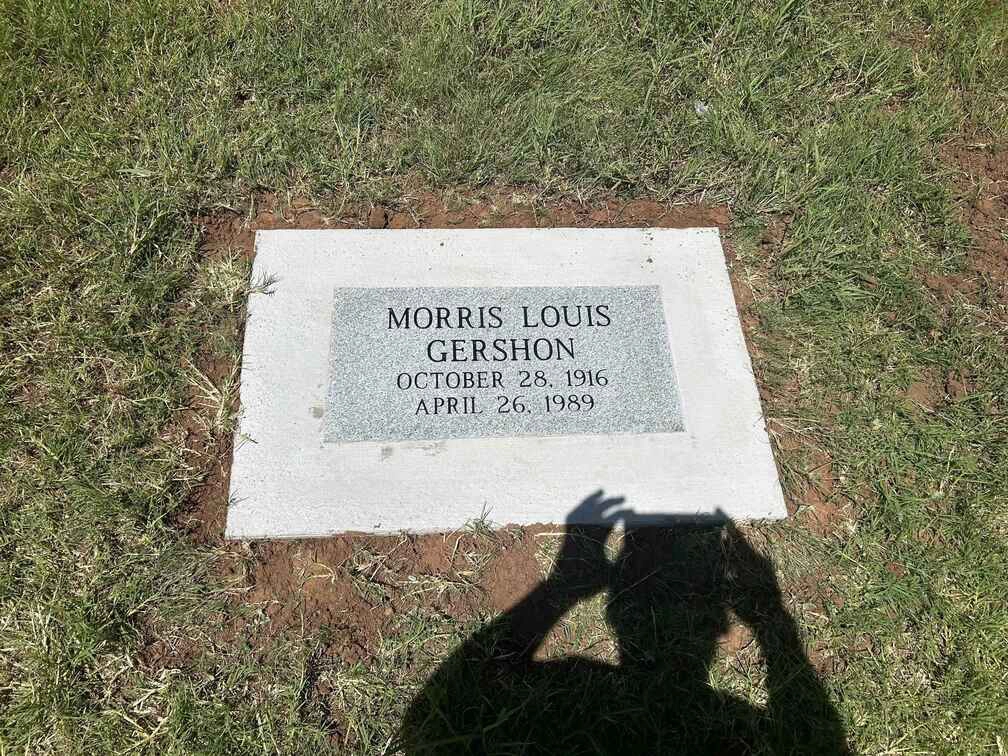 MORRIS LOUIS
GERSHON
OCTOBER 28, 1916
APRIL 26, 1989